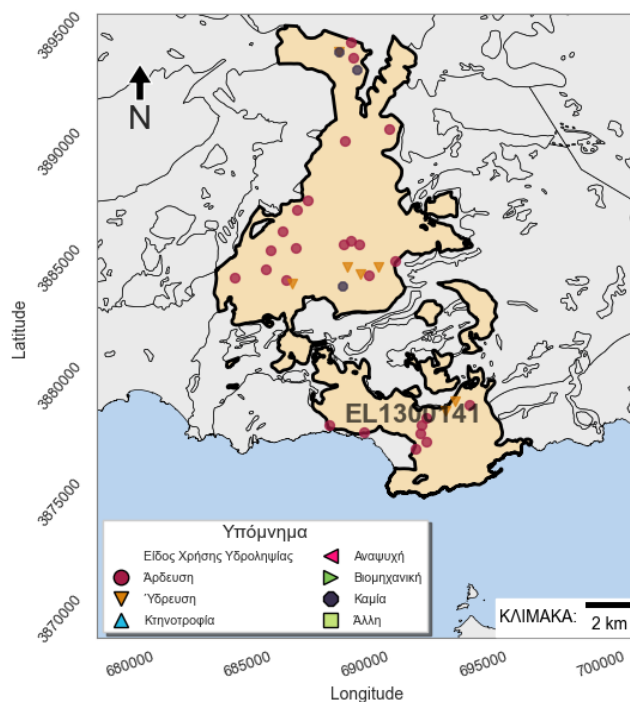 3895000
3890000
3885000
3880000
3875000
3870000
Latitude
N
EL1300141
Υπόμνημα
Είδος Χρήσης Υδροληψίας
Άρδευση
Ύδρευση
Κτηνοτροφία
Αναψυχή
Βιομηχανική
Καμία
Άλλη
ΚΛΙΜΑΚΑ:
2 km
680000 685000 690000 695000 700000
Longitude